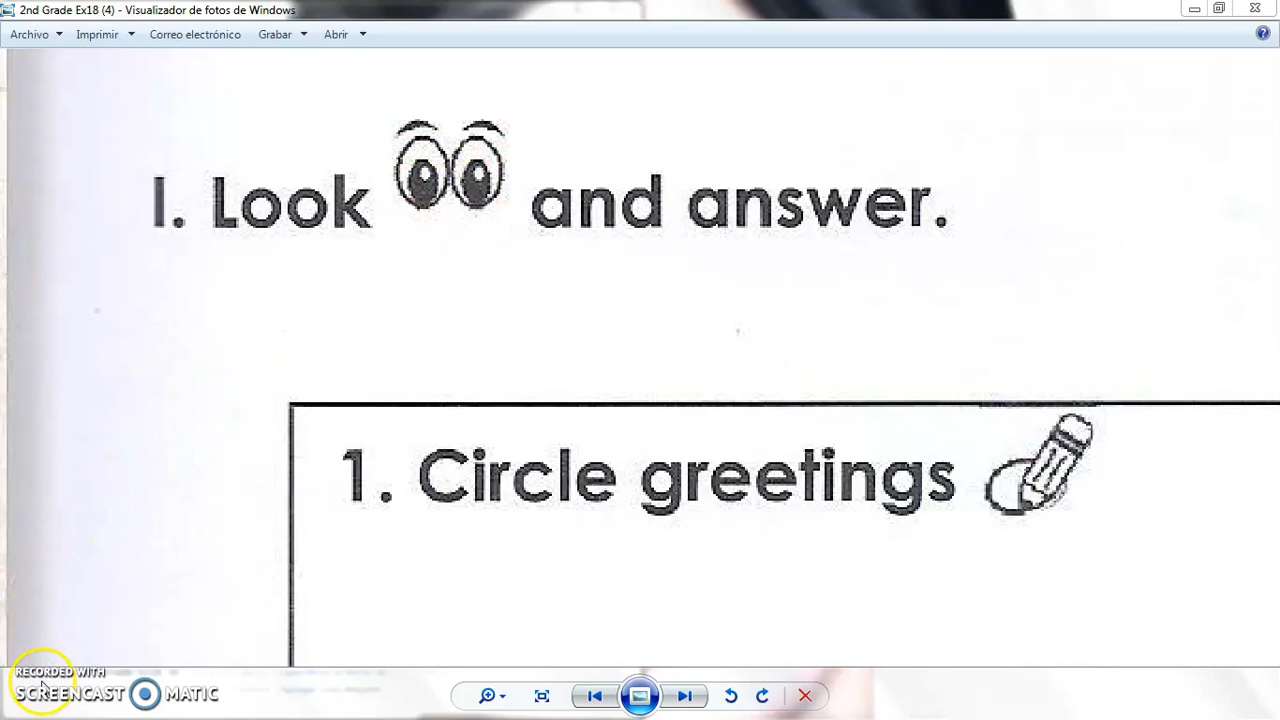 2nd Grade Ex18 (4) - Visualizador de fotos de Windows
Archivo Imprimir Correo electrónico Grabar Abrir
I. Look and answer.
1. Circle greetings
RECORDED WITH
SCREENCAST MATIC